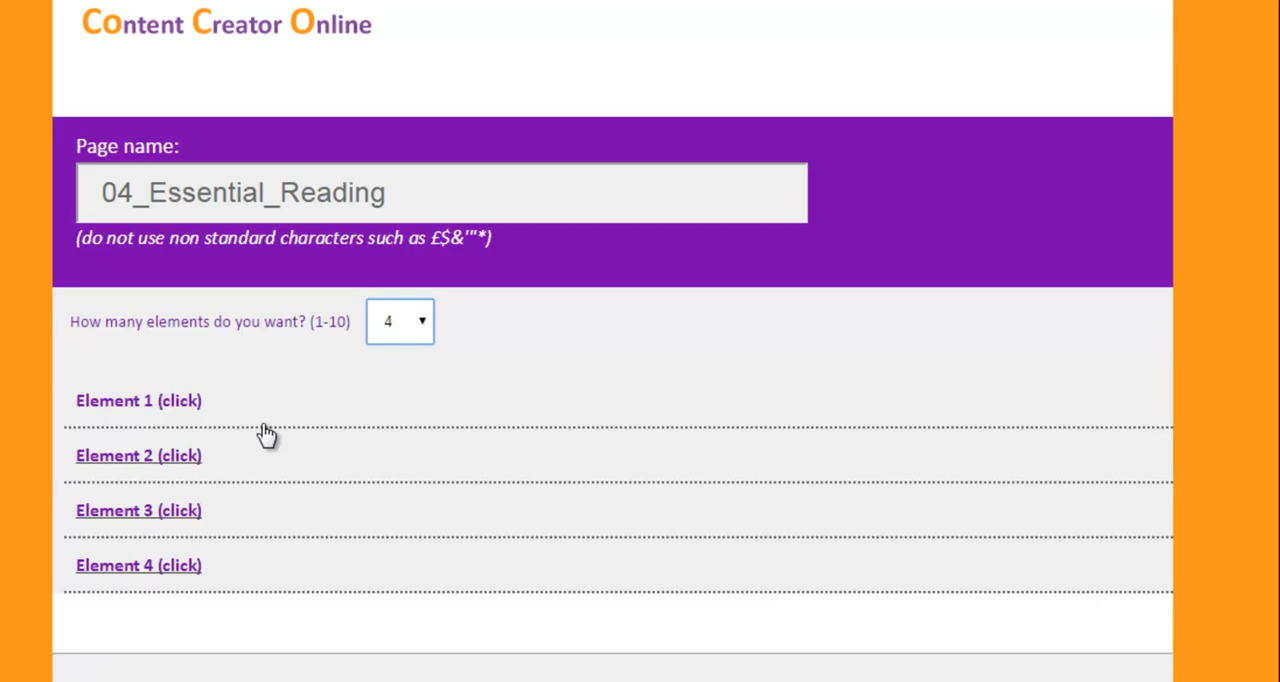 Content Creator Online
Page name:
04_Essential_Reading
(do not use non standard characters such as £$&'"*)
How many elements do you want? (1-10) 4
Element 1 (click)
Element 2 (click)
Element 3 (click)
Element 4 (click)